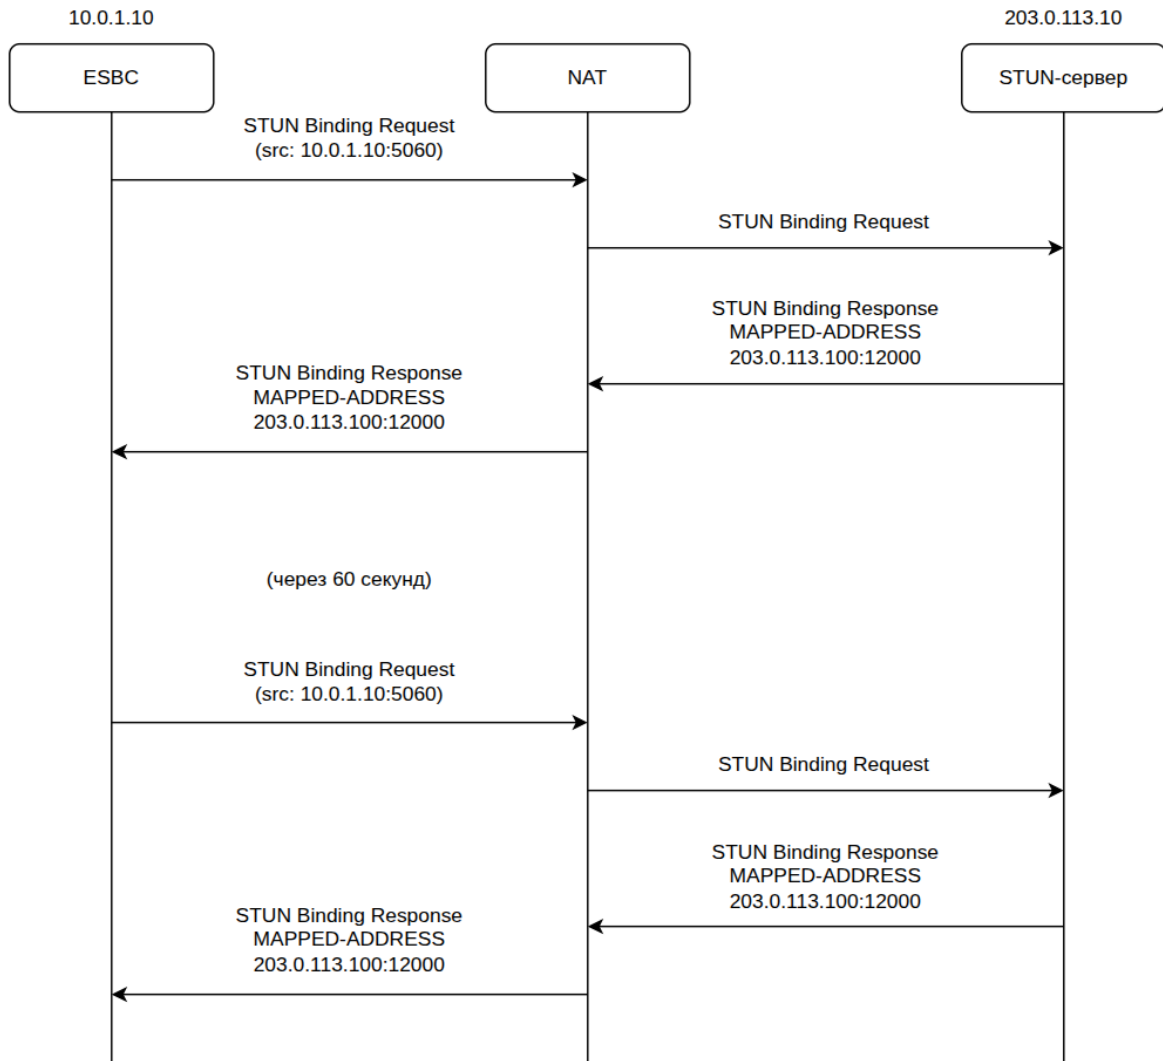 10.0.1.10
203.0.113.10
ESBC
NAT
STUN-сервер
STUN Binding Request
(src: 10.0.1.10:5060)
STUN Binding Request
STUN Binding Response
MAPPED-ADDRESS
203.0.113.100:12000
STUN Binding Response
MAPPED-ADDRESS
203.0.113.100:12000
(через 60 секунд)
STUN Binding Request
(src: 10.0.1.10:5060)
STUN Binding Request
STUN Binding Response
MAPPED-ADDRESS
203.0.113.100:12000
STUN Binding Response
MAPPED-ADDRESS
203.0.113.100:12000